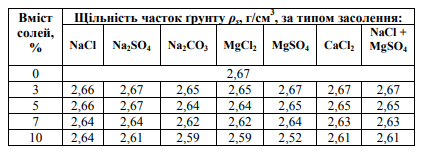 Вміст солей, % Щільність часток ґрунту ρs, г/см³, за типом засолення:
NaCl Na₂SO₄ Na₂CO₃ MgCl₂ MgSO₄ CaCl₂ NaCl + MgSO₄
0 2,67
3 2,66 2,67 2,65 2,65 2,67 2,67 2,67
5 2,66 2,67 2,64 2,64 2,65 2,65 2,65
7 2,64 2,64 2,62 2,62 2,64 2,63 2,63
10 2,64 2,61 2,59 2,59 2,52 2,61 2,61